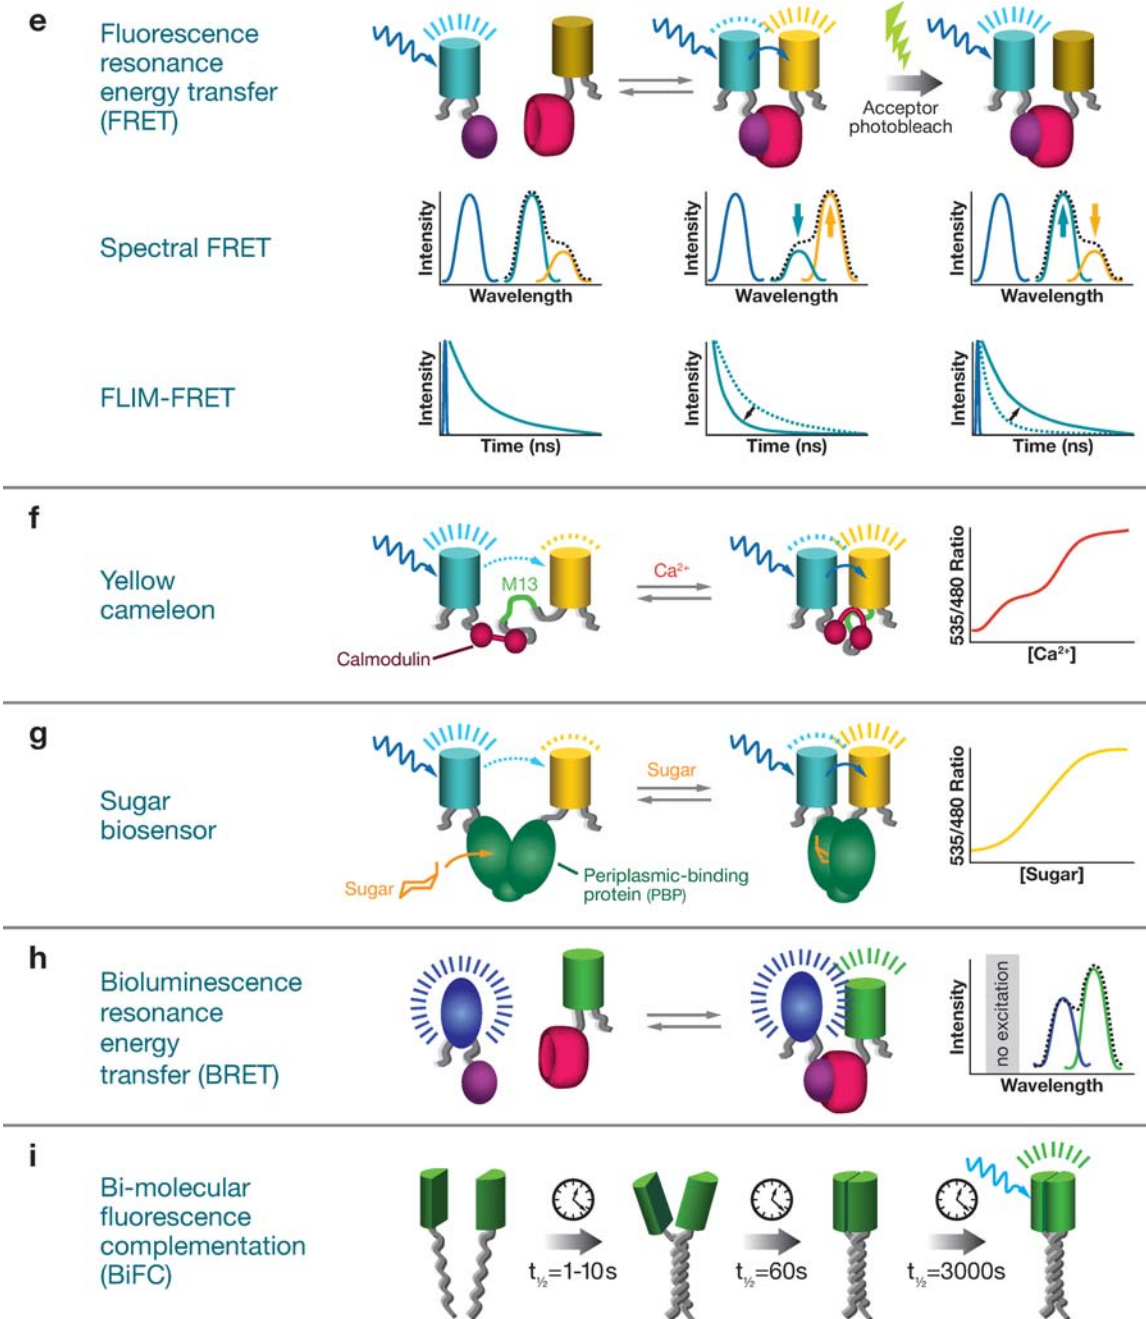 e
Fluorescence
resonance
energy transfer
(FRET)
Acceptor
photobleach
Spectral FRET
Intensity
Wavelength
Intensity
Wavelength
Intensity
Wavelength
FLIM-FRET
Intensity
Time (ns)
Intensity
Time (ns)
Intensity
Time (ns)
f
Yellow
cameleon
M13
Calmodulin
Ca²⁺
535/480 Ratio
[Ca²⁺]
g
Sugar
biosensor
Sugar
Sugar
Periplasmic-binding
protein (PBP)
535/480 Ratio
[Sugar]
h
Bioluminescence
resonance
energy
transfer (BRET)
Intensity
no excitation
Wavelength
i
Bi-molecular
fluorescence
complementation
(BiFC)
t½=1-10s
t½=60s
t½=3000s